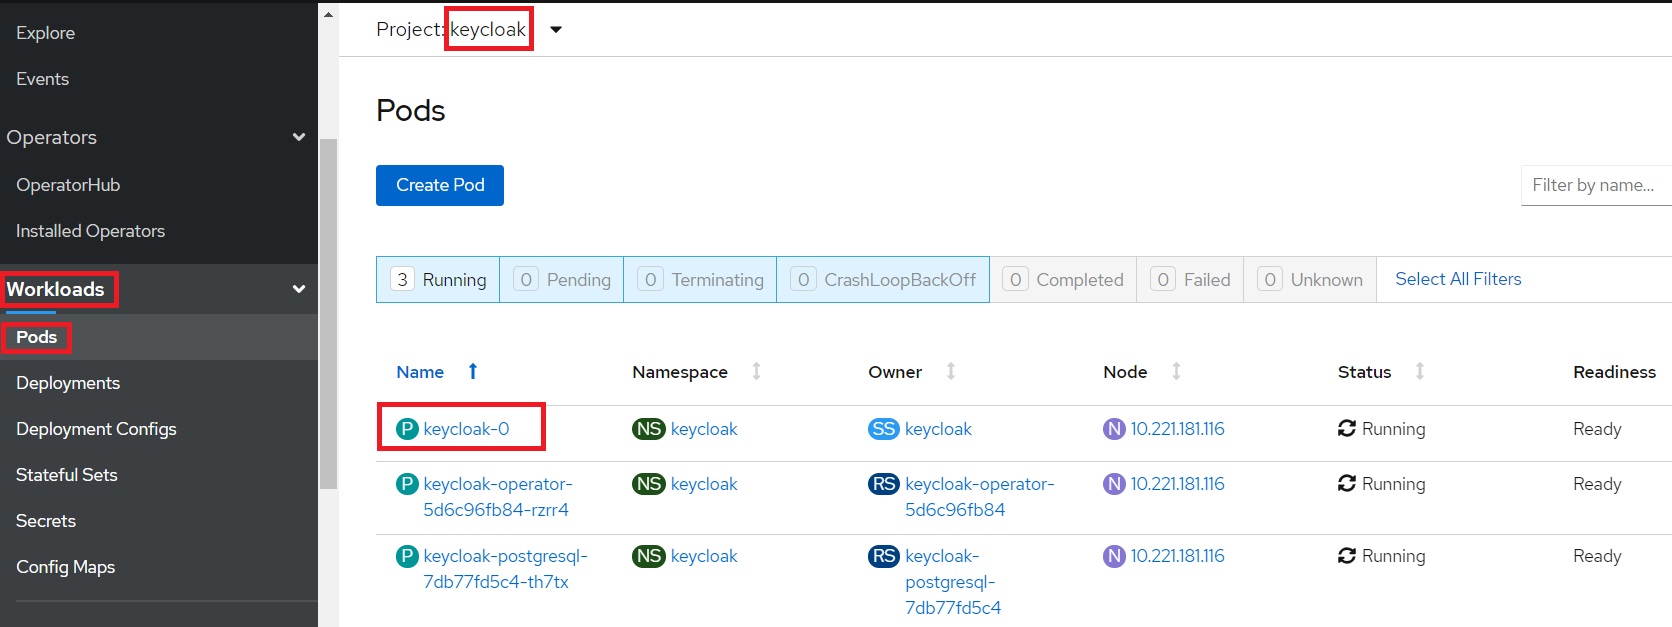 Explore
Events
Operators
OperatorHub
Installed Operators
Workloads
Pods
Deployments
Deployment Configs
Stateful Sets
Secrets
Config Maps
Project: keycloak
Pods
Create Pod
Filter by name...
3 Running 0 Pending 0 Terminating 0 CrashLoopBackOff 0 Completed 0 Failed 0 Unknown Select All Filters
Name Namespace Owner Node Status Readiness
P keycloak-0 NS keycloak SS keycloak N 10.221.181.116 Running Ready
P keycloak-operator- NS keycloak RS keycloak-operator- N 10.221.181.116 Running Ready
5d6c96fb84-rzrr4 5d6c96fb84
P keycloak-postgresql- NS keycloak RS keycloak- N 10.221.181.116 Running Ready
7db77fd5c4-th7tx postgresql-
7db77fd5c4